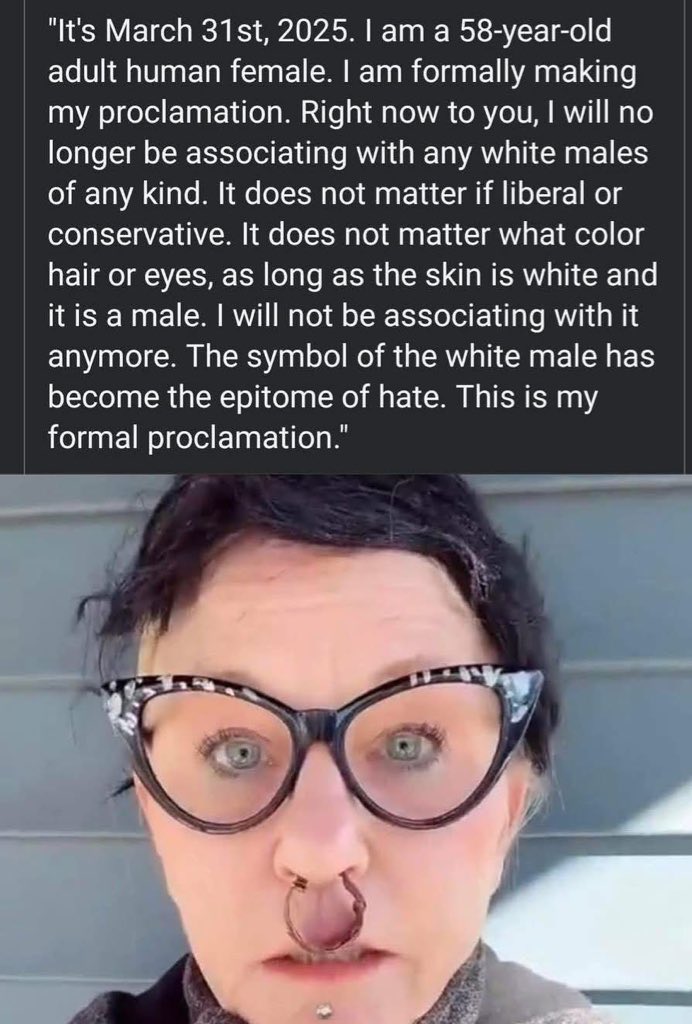 "It's March 31st, 2025. I am a 58-year-old
adult human female. I am formally making
my proclamation. Right now to you, I will no
longer be associating with any white males
of any kind. It does not matter if liberal or
conservative. It does not matter what color
hair or eyes, as long as the skin is white and
it is a male. I will not be associating with it
anymore. The symbol of the white male has
become the epitome of hate. This is my
formal proclamation."